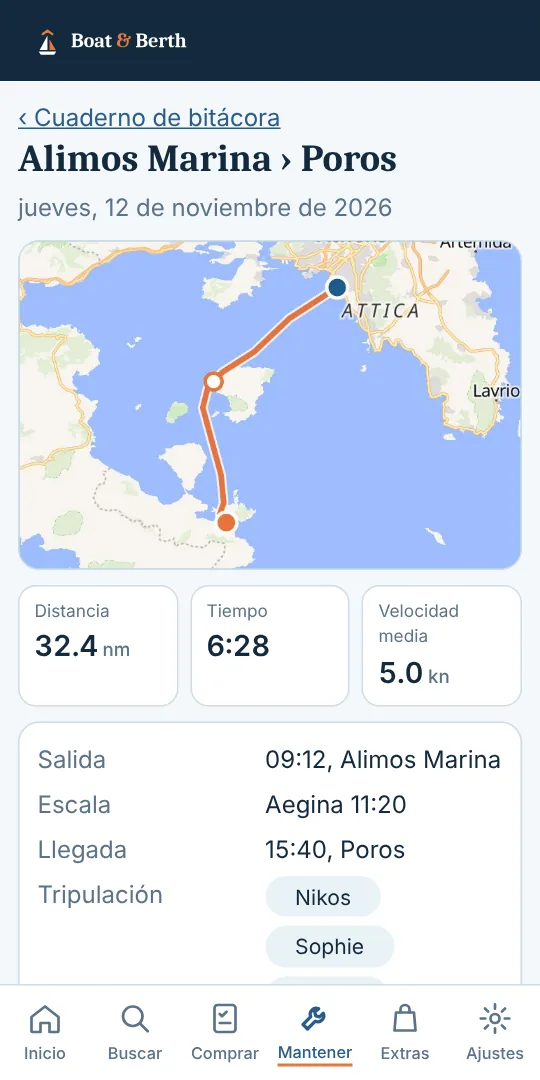 Boat & Berth
‹ Cuaderno de bitácora
Alimos Marina › Poros
jueves, 12 de noviembre de 2026
ATTICA
Lavrio
Distancia
32.4 nm
Tiempo
6:28
Velocidad
media
5.0 kn
Salida
09:12, Alimos Marina
Escala
Aegina 11:20
Llegada
15:40, Poros
Tripulación
Nikos
Sophie
Inicio
Buscar
Comprar
Mantener
Extras
Ajustes